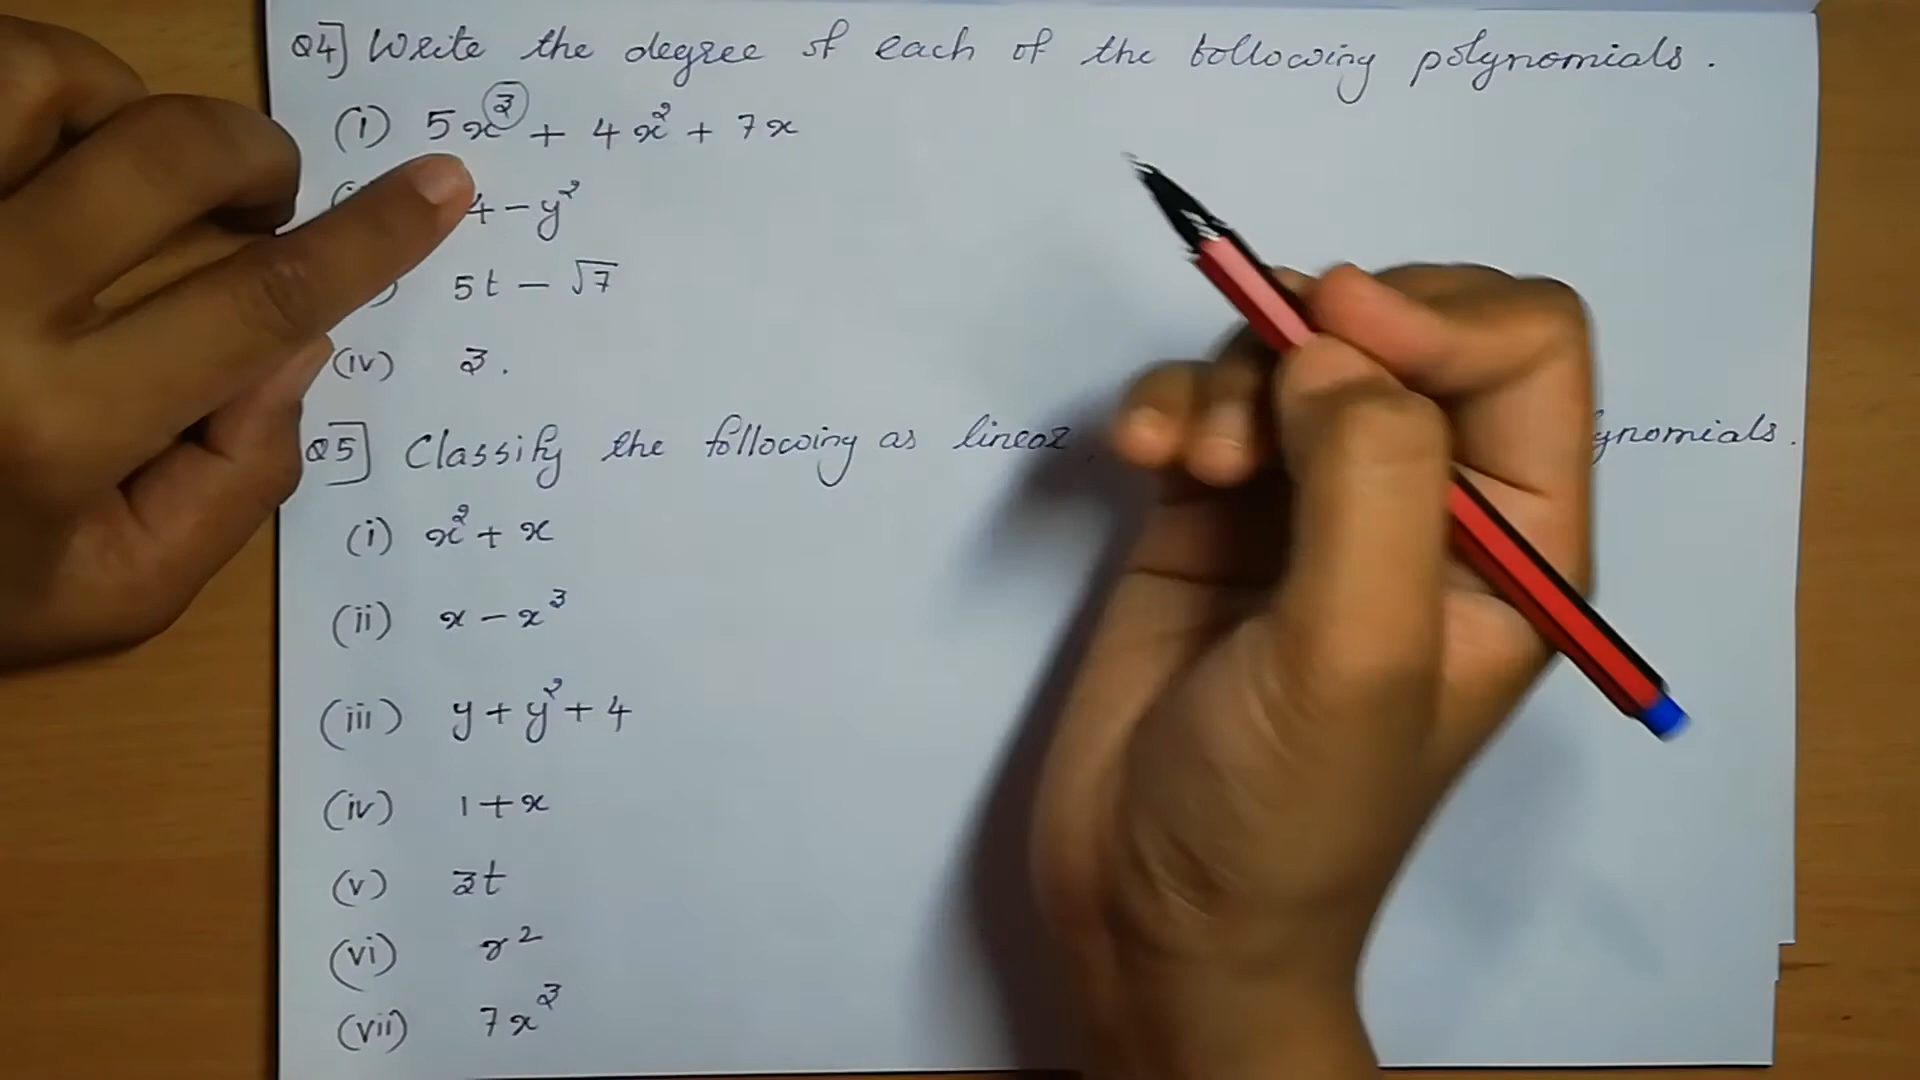 Q4] Write the degree of each of the following polynomials.
(i) 5x³ + 4x² + 7x
4 - y²
) 5t - √7
(iv) 3.
Q5] Classify the following as linear, ynomials.
(i) x² + x
(ii) x - x³
(iii) y + y² + 4
(iv) 1 + x
(v) 3t
(vi) r²
(vii) 7x³